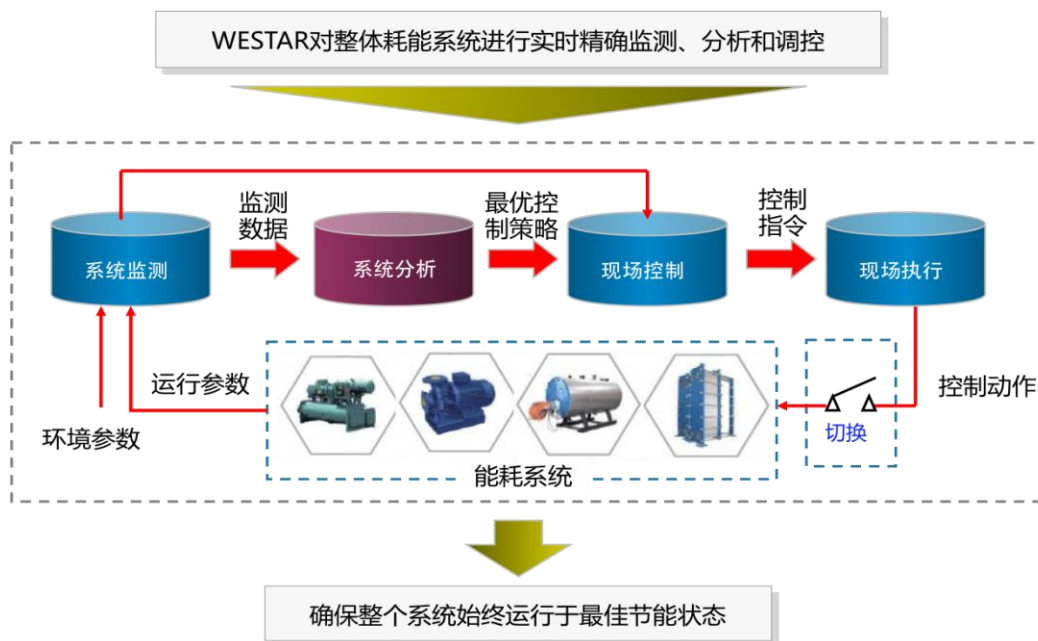 WESTAR对整体耗能系统进行实时精确监测、分析和调控
监测
数据
最优控
制策略
控制
指令
系统监测
系统分析
现场控制
现场执行
运行参数
控制动作
环境参数
切换
能耗系统
确保整个系统始终运行于最佳节能状态